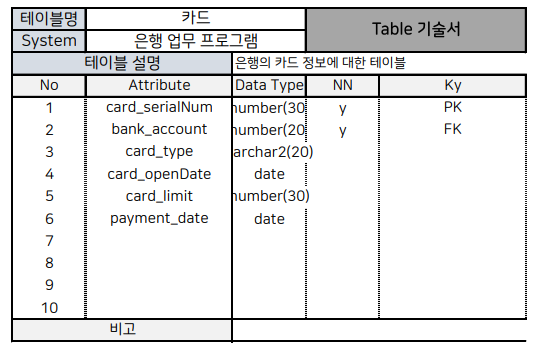 테이블명 카드 Table 기술서
System 은행 업무 프로그램
테이블 설명 은행의 카드 정보에 대한 테이블
No Attribute Data Type NN Ky
1 card_serialNum number(30 y PK
2 bank_account number(20 y FK
3 card_type archar2(20)
4 card_openDate date
5 card_limit number(30)
6 payment_date date
7
8
9
10
비고